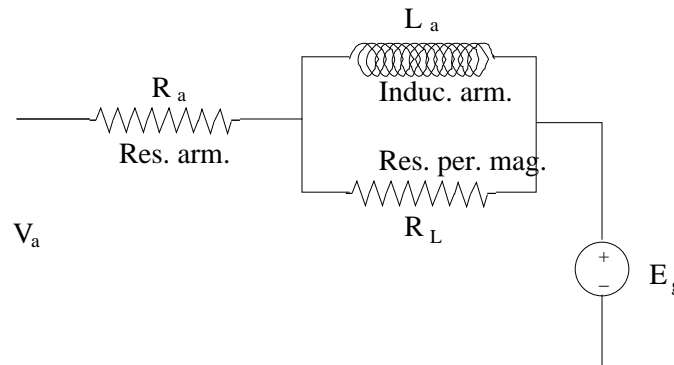 L a
Induc. arm.
R a
Res. arm.
Res. per. mag.
R L
V a
+
−
E g